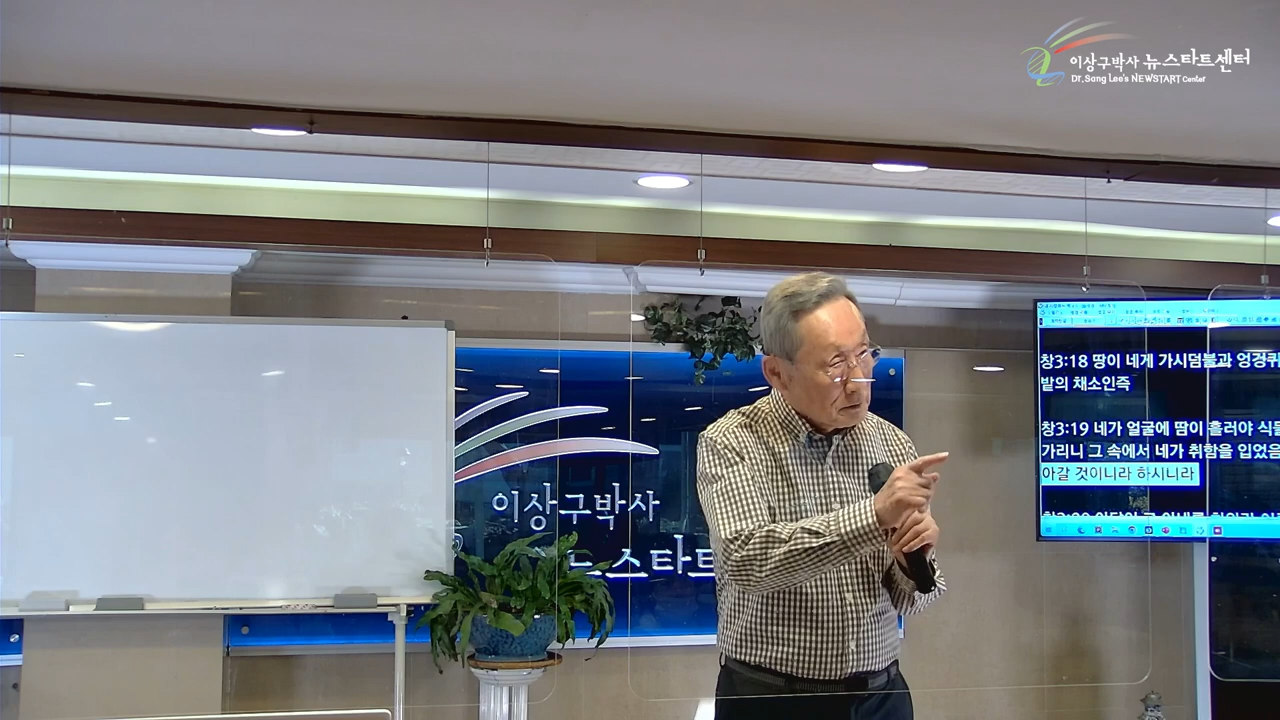 이상구박사 뉴스타트센터
Dr. Sang Lee's NEWSTART Center
창3:18 땅이 네게 가시덤불과 엉겅퀴
밭의 채소인즉
창3:19 네가 얼굴에 땀이 흘러야 식물
가리니 그 속에서 네가 취함을 입었음
아갈 것이니라 하시니라
이상구박사
뉴스타트